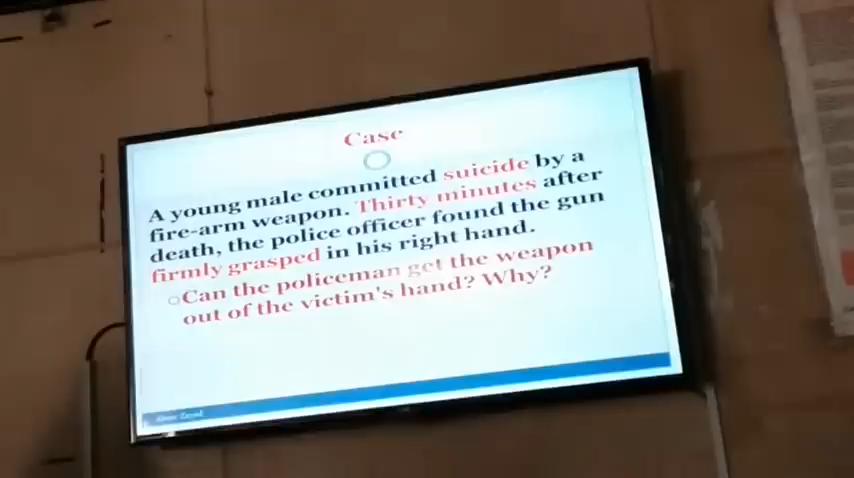 Case
A young male committed suicide by a
fire-arm weapon. Thirty minutes after
death, the police officer found the gun
firmly grasped in his right hand.
Can the policeman get the weapon
out of the victim's hand? Why?